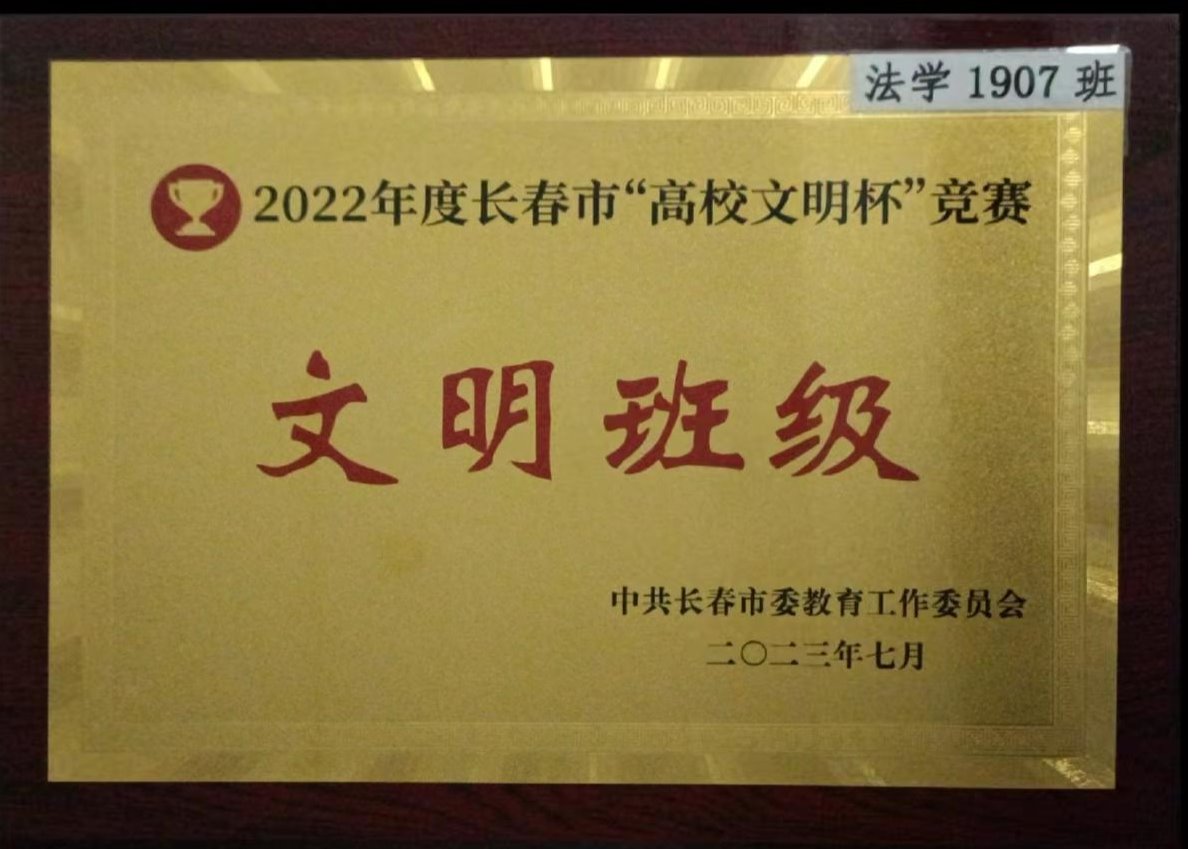 法学 1907 班
2022年度长春市“高校文明杯”竞赛
文明班级
中共长春市委教育工作委员会
二〇二三年七月